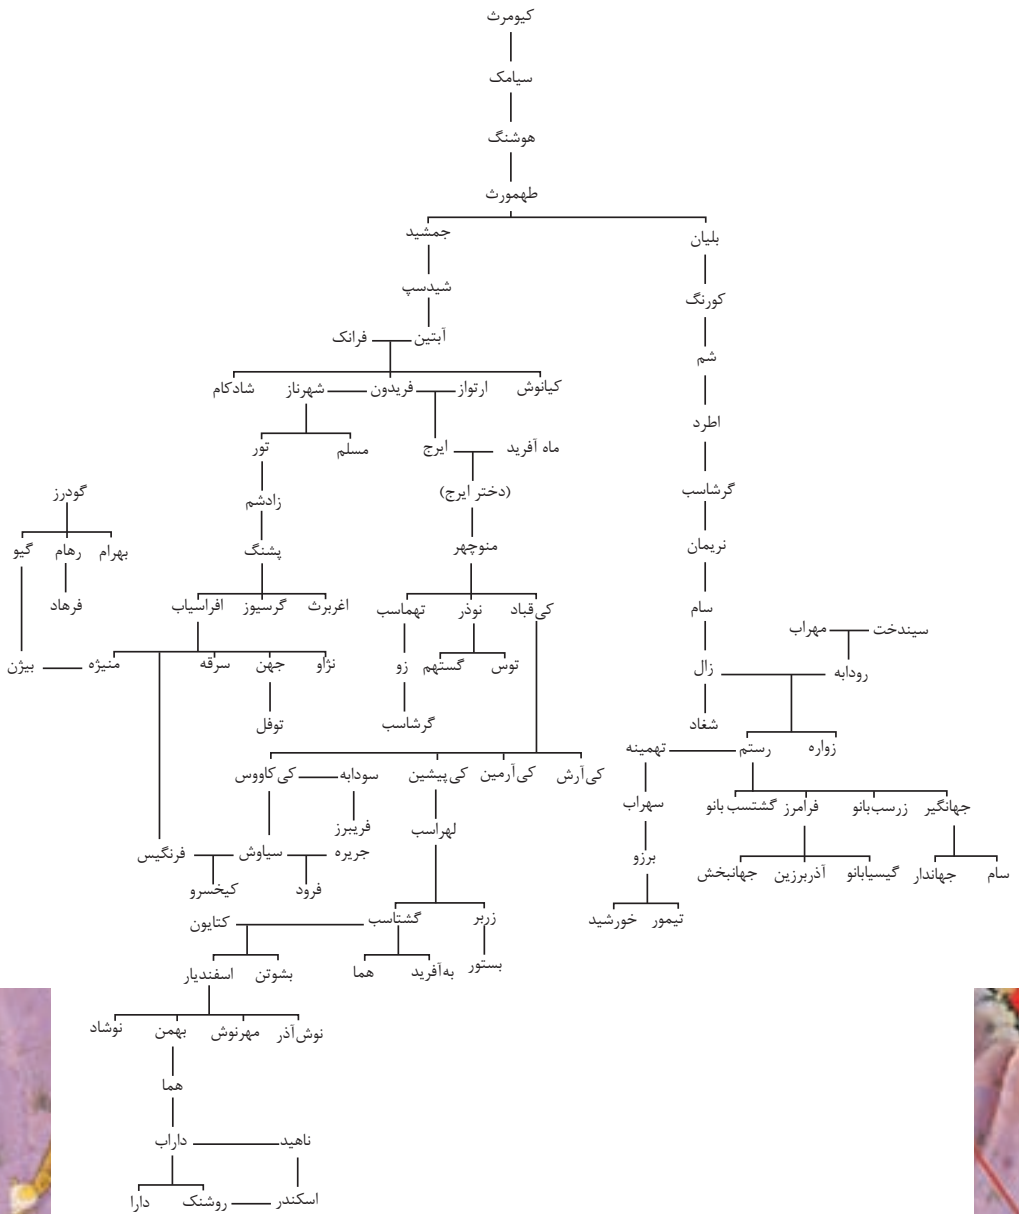 کیومرث
سیامک
هوشنگ
طهمورث
بلیان
جمشید
کورنگ
شیدسپ
آبتین
فرانک
شم
کیانوش
ارتواز
فریدون
شهرناز
شادکام
اطرد
ماه آفرید
ایرج
مسلم
تور
گرشاسب
(دختر ایرج)
زادشم
گودرز
نریمان
منوچهر
پشنگ
بهرام
رهام
گیو
سام
کی‌قباد
نوذر
تهماسب
اغربرث
گرسیوز
افراسیاب
فرهاد
سیندخت
مهراب
رودابه
زال
توس
گستهم
زو
نژاو
جهن
سرقه
منیژه
بیژن
شغاد
گرشاسب
توفل
زواره
رستم
تهمینه
کی‌آرش
کی‌آرمین
کی‌پیشین
سودابه
کی‌کاووس
جهانگیر
زرسب‌بانو
فرامرز
گشتسب‌بانو
سهراب
لهراسب
فریبرز
برزو
جریره
سیاوش
فرنگیس
سام
جهاندار
گیسیابانو
آذربرزین
جهانبخش
فرود
کیخسرو
تیمور
خورشید
زربر
گشتاسب
کتایون
بستور
به‌آفرید
هما
بشوتن
اسفندیار
نوش‌آذر
مهرنوش
بهمن
نوشاد
هما
ناهید
داراب
اسکندر
روشنک
دارا